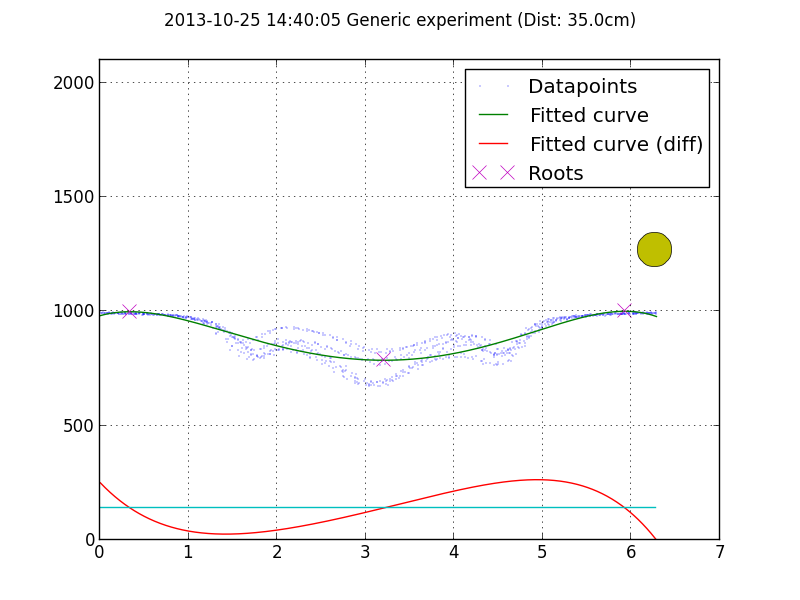 2013-10-25 14:40:05 Generic experiment (Dist: 35.0cm)
2000
1500
1000
500
0
Datapoints
Fitted curve
Fitted curve (diff)
Roots
0 1 2 3 4 5 6 7